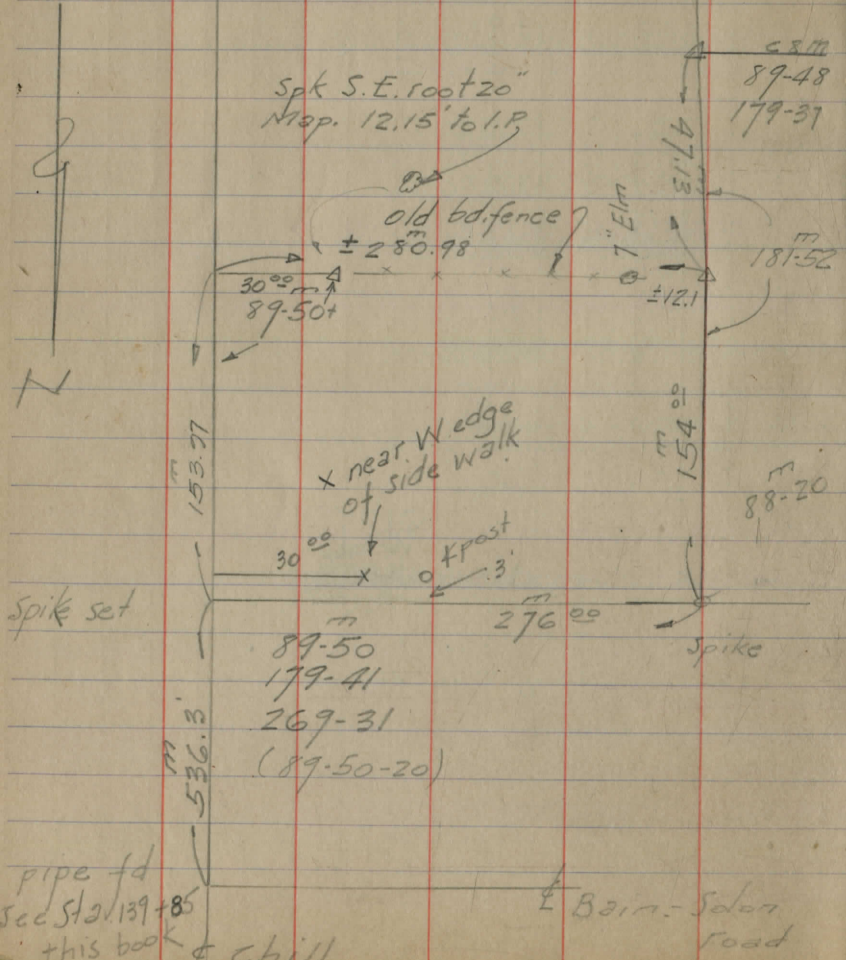 c & m
89-48
179-37
Spk S.E. root 20"
Map. 12.15' to I.P.
47.13
m
old bd. fence
7" Elm
m
± 280.98
m
181-52
30 00
m
89-50+
±12.1
m
153.77
m
154 00
x near W. edge
of side walk
m
88-20
30 00
x
x post
.3'
Spike set
m
276 00
Spike
m
89-50
179-41
269-31
(89-50-20)
m
536.3'
pipe fd
See Sta. 139+85
this book
℄ Bain.-Solon
road
℄ Chill
N